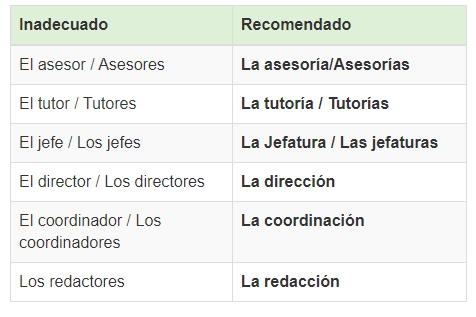 Inadecuado Recomendado
El asesor / Asesores La asesoría/Asesorías
El tutor / Tutores La tutoría / Tutorías
El jefe / Los jefes La Jefatura / Las jefaturas
El director / Los directores La dirección
El coordinador / Los La coordinación
coordinadores
Los redactores La redacción